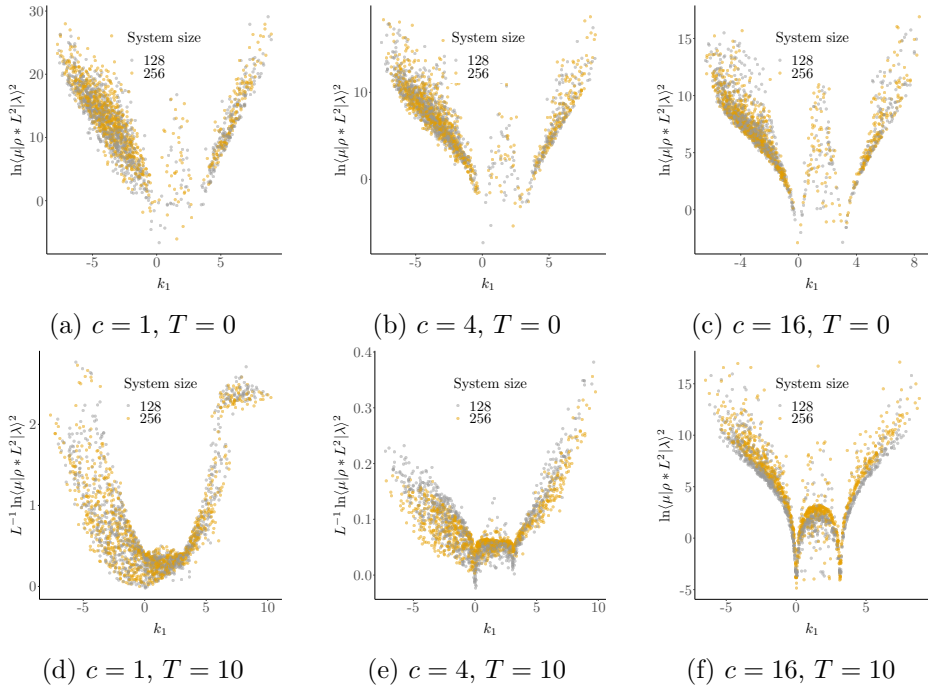 30
20
10
0
ln⟨μ|ρ * L²|λ⟩²
System size
128
256
-5
0
5
k₁
(a) c = 1, T = 0
10
0
ln⟨μ|ρ * L²|λ⟩²
System size
128
256
-5
0
5
k₁
(b) c = 4, T = 0
15
10
5
0
ln⟨μ|ρ * L²|λ⟩²
System size
128
256
-4
0
4
8
k₁
(c) c = 16, T = 0
2
1
0
L⁻¹ ln⟨μ|ρ * L²|λ⟩²
System size
128
256
-5
0
5
10
k₁
(d) c = 1, T = 10
0.4
0.3
0.2
0.1
0.0
L⁻¹ ln⟨μ|ρ * L²|λ⟩²
System size
128
256
-5
0
5
10
k₁
(e) c = 4, T = 10
15
10
5
0
-5
ln⟨μ|ρ * L²|λ⟩²
System size
128
256
-5
0
5
k₁
(f) c = 16, T = 10